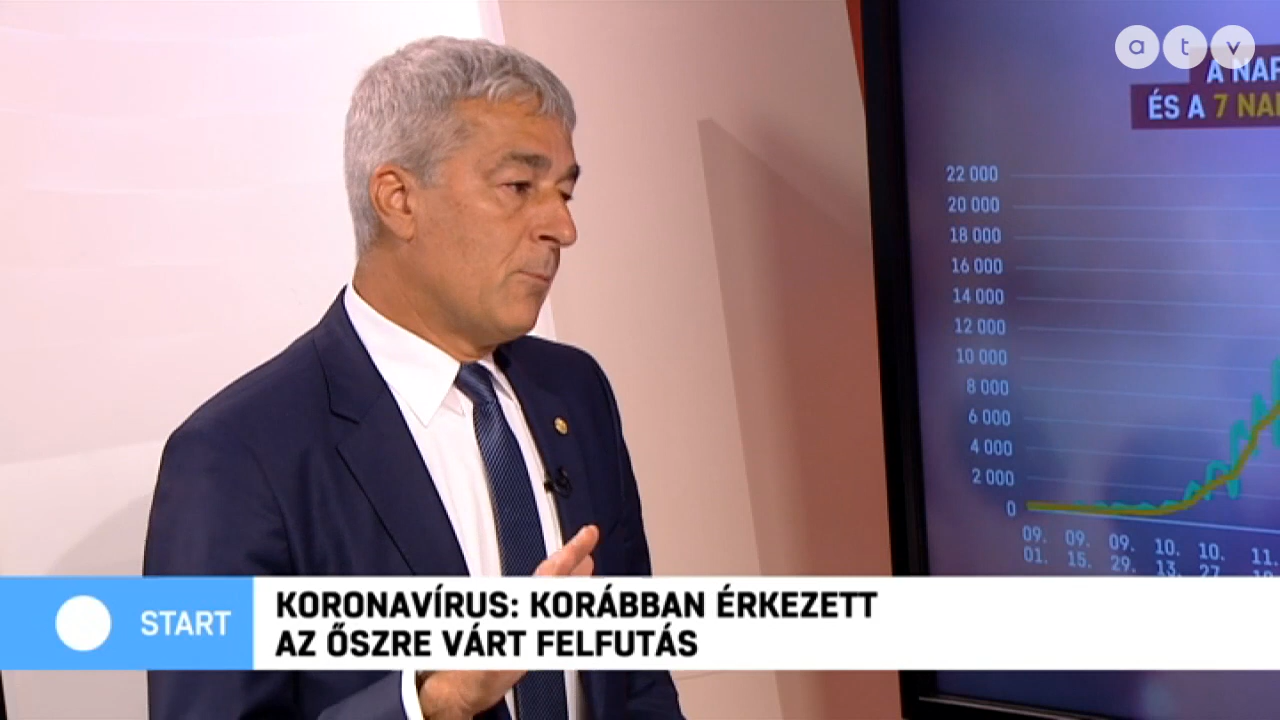 a t v
A NAP
ÉS A 7 NA
22 000
20 000
18 000
16 000
14 000
12 000
10 000
8 000
6 000
4 000
2 000
0
09. 09. 09. 10. 10. 11.
01. 15. 29. 13. 27.
START
KORONAVÍRUS: KORÁBBAN ÉRKEZETT
AZ ŐSZRE VÁRT FELFUTÁS